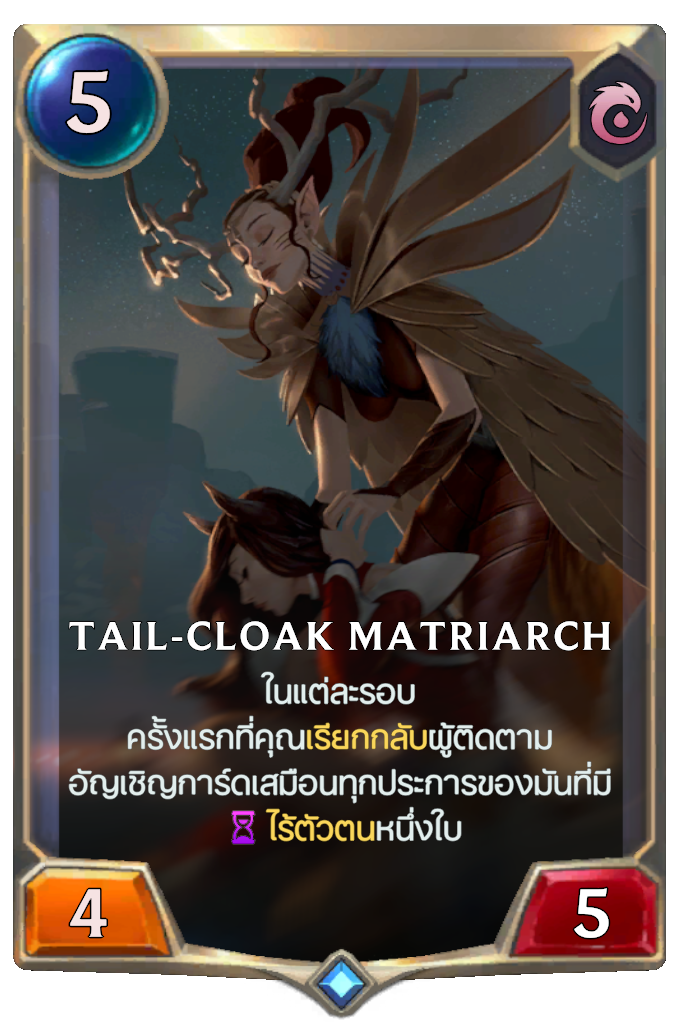 5
TAIL-CLOAK MATRIARCH
ในแต่ละรอบ
ครั้งแรกที่คุณเรียกกลับผู้ติดตาม
อัญเชิญการ์ดเสมือนทุกประการของมันที่มี
ไร้ตัวตนหนึ่งใบ
4
5